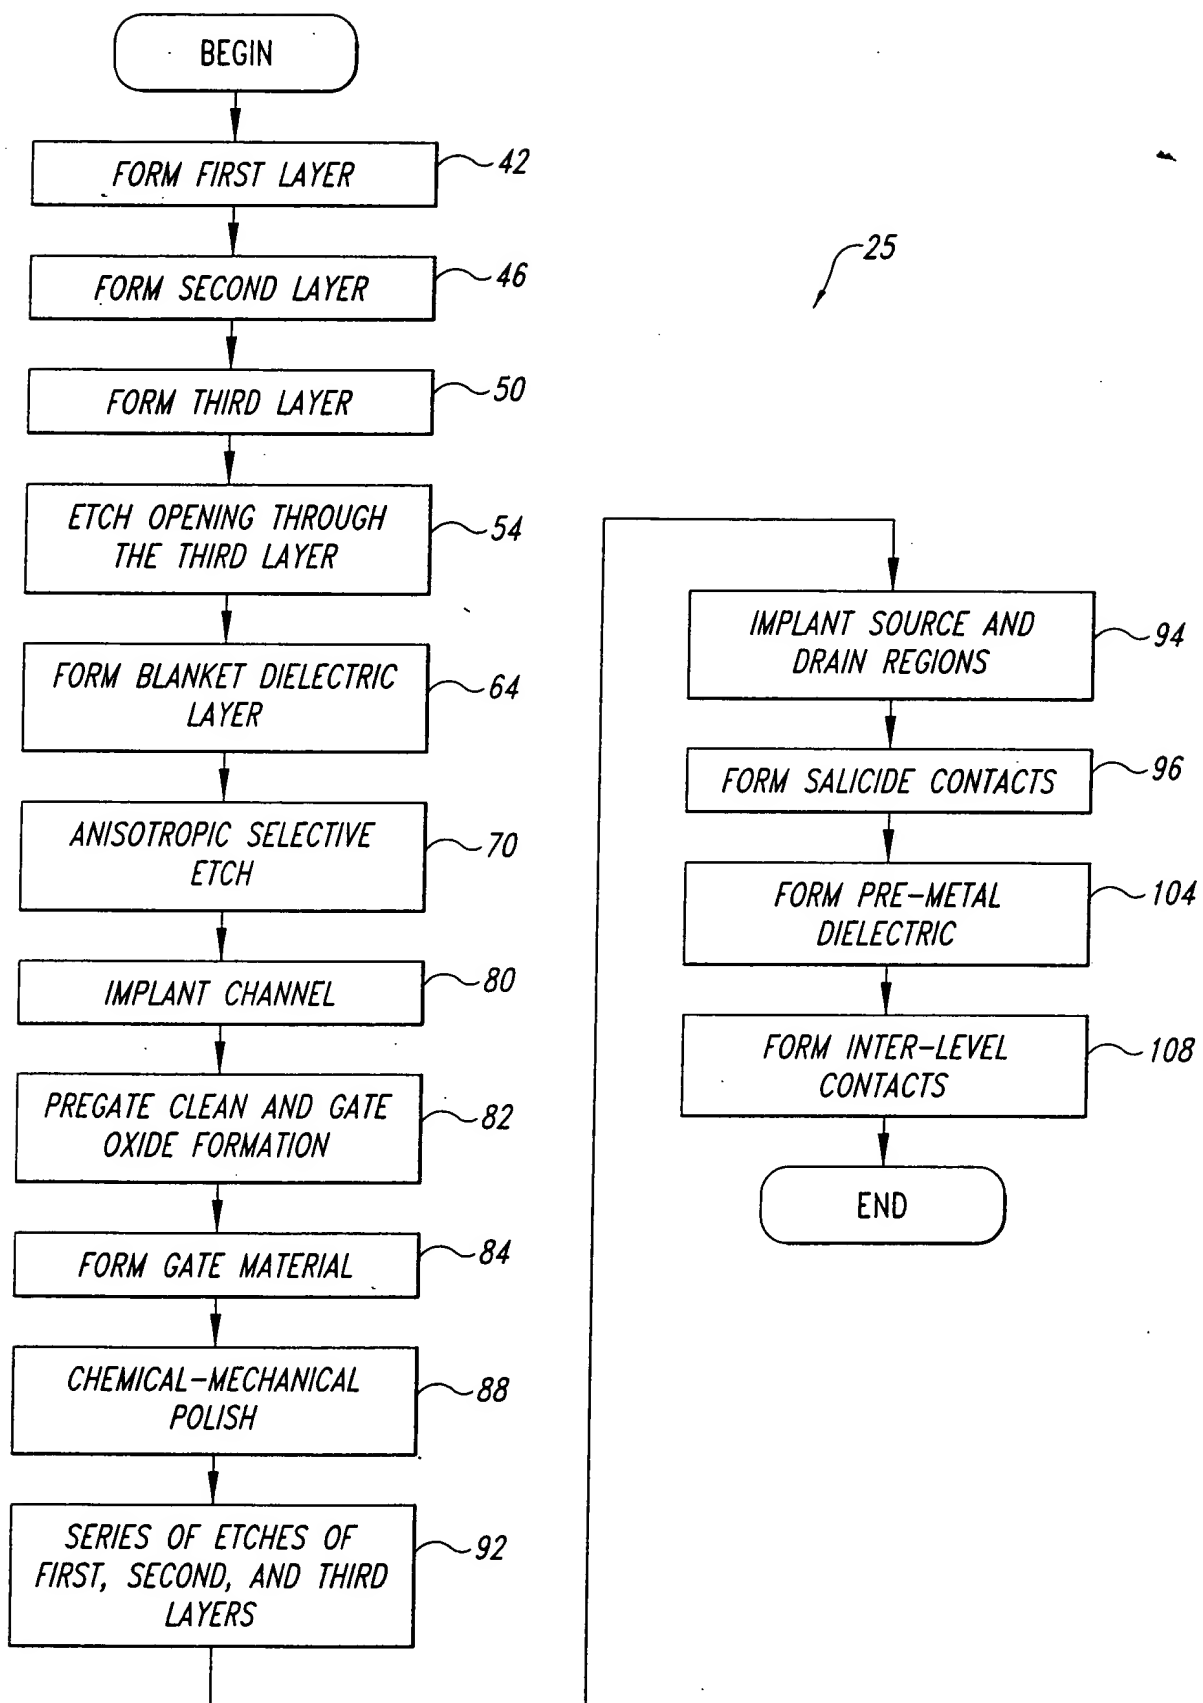 BEGIN
FORM FIRST LAYER
42
FORM SECOND LAYER
46
FORM THIRD LAYER
50
ETCH OPENING THROUGH
THE THIRD LAYER
54
FORM BLANKET DIELECTRIC
LAYER
64
ANISOTROPIC SELECTIVE
ETCH
70
IMPLANT CHANNEL
80
PREGATE CLEAN AND GATE
OXIDE FORMATION
82
FORM GATE MATERIAL
84
CHEMICAL-MECHANICAL
POLISH
88
SERIES OF ETCHES OF
FIRST, SECOND, AND THIRD
LAYERS
92
25
IMPLANT SOURCE AND
DRAIN REGIONS
94
FORM SALICIDE CONTACTS
96
FORM PRE-METAL
DIELECTRIC
104
FORM INTER-LEVEL
CONTACTS
108
END